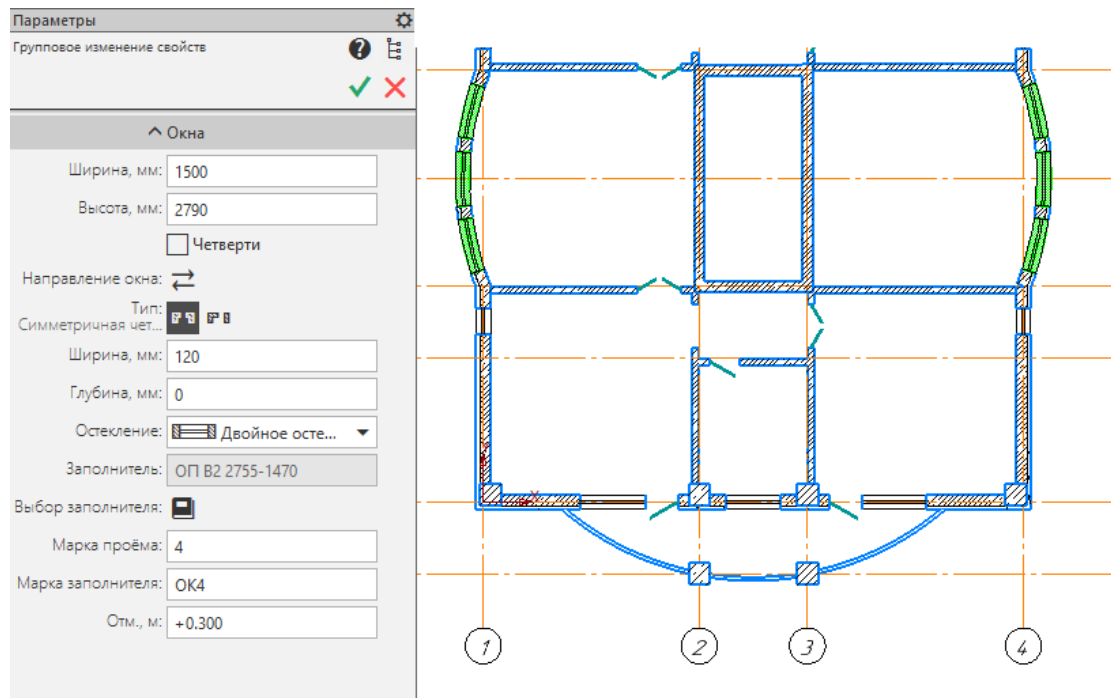 Параметры
Групповое изменение свойств
Окна
Ширина, мм: 1500
Высота, мм: 2790
Четверти
Направление окна:
Тип:
Симметричная чет...
Ширина, мм: 120
Глубина, мм: 0
Остекление: Двойное осте...
Заполнитель: ОП В2 2755-1470
Выбор заполнителя:
Марка проёма: 4
Марка заполнителя: ОК4
Отм., м: +0.300
X
1 2 3 4